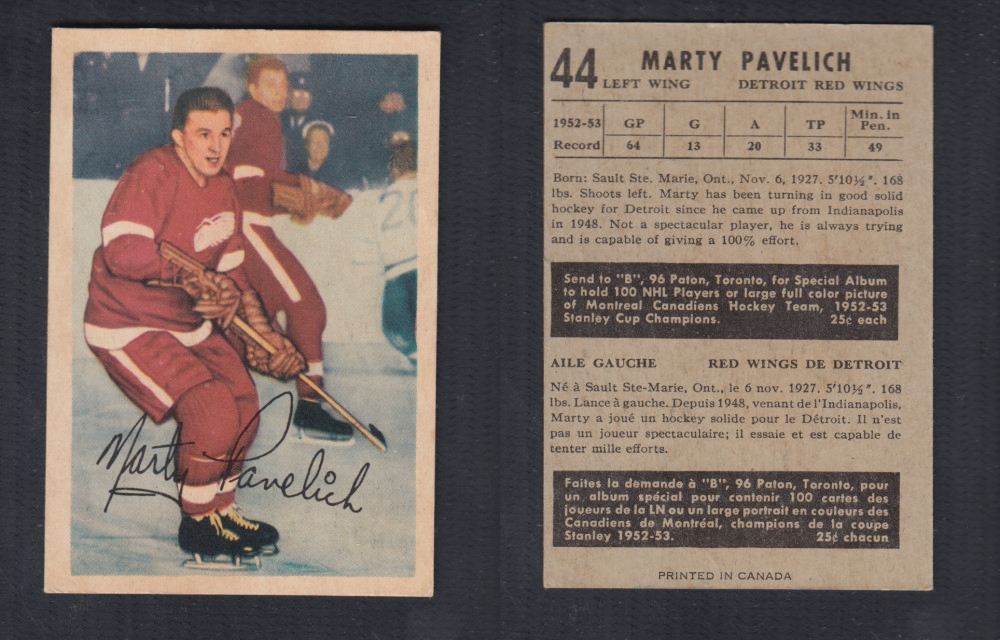 Marty Pavelich
20
44 MARTY PAVELICH
LEFT WING DETROIT RED WINGS
1952-53 GP G A TP Min. in Pen.
Record 64 13 20 33 49
Born: Sault Ste. Marie, Ont., Nov. 6, 1927. 5'10½". 168
lbs. Shoots left. Marty has been turning in good solid
hockey for Detroit since he came up from Indianapolis
in 1948. Not a spectacular player, he is always trying
and is capable of giving a 100% effort.
Send to "B", 96 Paton, Toronto, for Special Album
to hold 100 NHL Players or large full color picture
of Montreal Canadiens Hockey Team, 1952-53
Stanley Cup Champions. 25¢ each
AILE GAUCHE RED WINGS DE DETROIT
Né à Sault Ste-Marie, Ont., le 6 nov. 1927. 5'10½". 168
lbs. Lance à gauche. Depuis 1948, venant de l'Indianapolis,
Marty a joué un hockey solide pour le Détroit. Il n'est
pas un joueur spectaculaire; il essaie et est capable de
tenter mille efforts.
Faites la demande à "B", 96 Paton, Toronto, pour
un album spécial pour contenir 100 cartes des
joueurs de la LN ou un large portrait en couleurs des
Canadiens de Montréal, champions de la coupe
Stanley 1952-53. 25¢ chacun
PRINTED IN CANADA